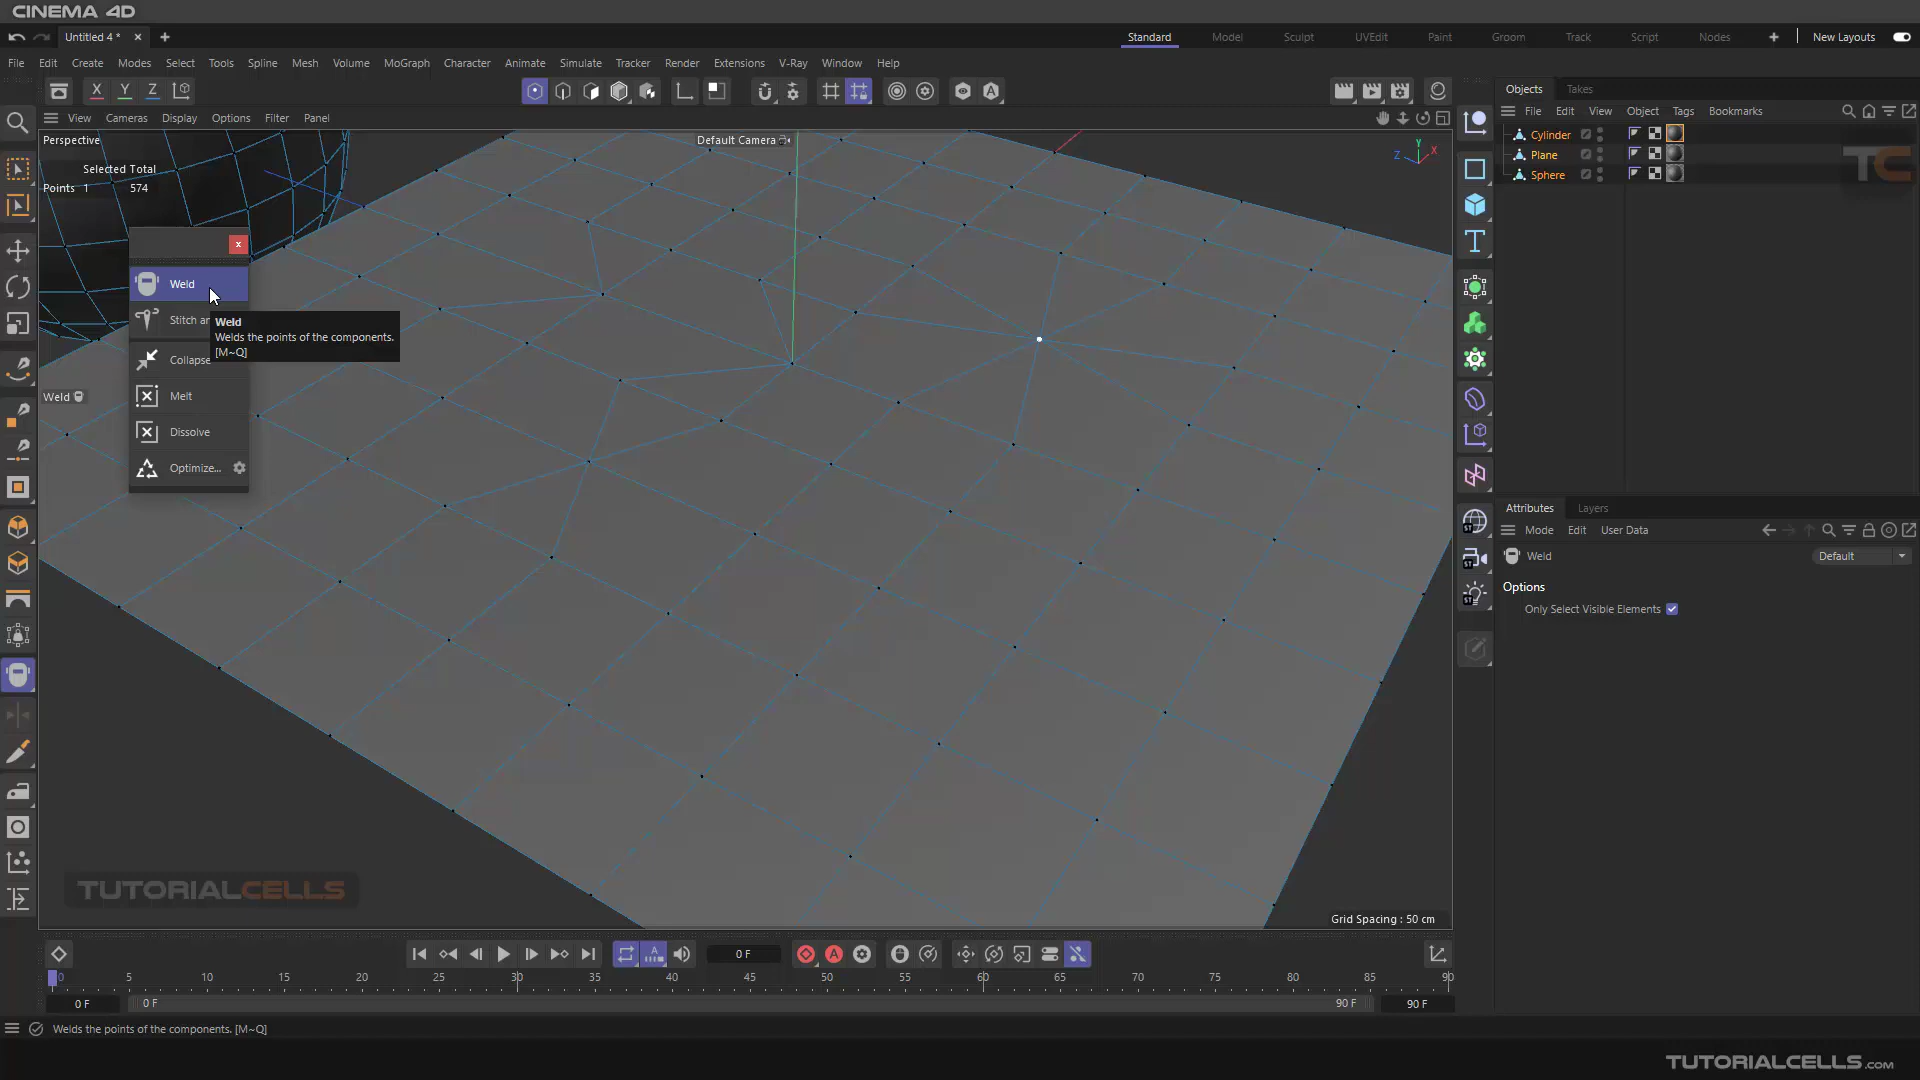 CINEMA 4D
Untitled 4 *
Standard Model Sculpt UVEdit Paint Groom Track Script Nodes New Layouts
File Edit Create Modes Select Tools Spline Mesh Volume MoGraph Character Animate Simulate Tracker Render Extensions V-Ray Window Help
X Y Z
View Cameras Display Options Filter Panel
Perspective
Default Camera
Selected Total
Points 1 574
Y
X
Z
Weld
Stitch an
Weld
Welds the points of the components.
[M~Q]
Collapse
Melt
Dissolve
Optimize...
Weld
TUTORIALCELLS
Grid Spacing : 50 cm
Objects Takes
File Edit View Object Tags Bookmarks
Cylinder
Plane
Sphere
TC
Attributes Layers
Mode Edit User Data
Weld Default
Options
Only Select Visible Elements
0 F
0 5 10 15 20 25 30 35 40 45 50 55 60 65 70 75 80 85 90
0 F 0 F 90 F 90 F
Welds the points of the components. [M~Q]
TUTORIALCELLS.COM